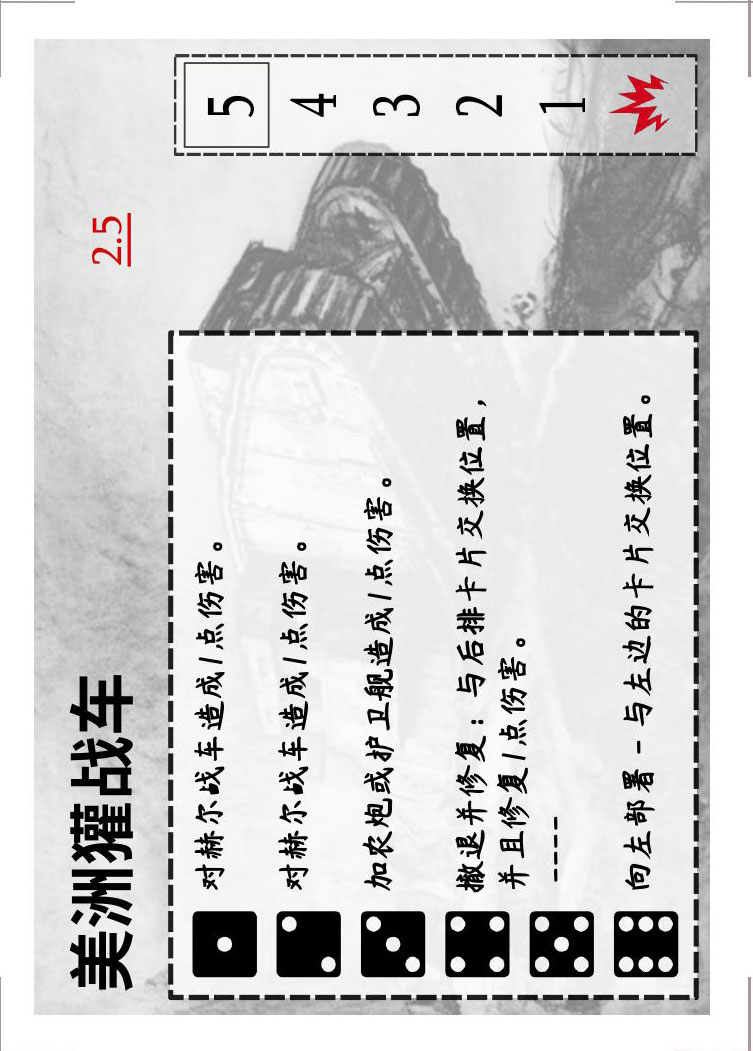 美洲獾战车
2.5
5
4
3
2
1
对赫尔战车造成1点伤害。
对赫尔战车造成1点伤害。
加农炮或护卫舰造成1点伤害。
撤退并修复：与后排卡片交换位置，
并且修复1点伤害。
-----
向左部署-与左边的卡片交换位置。